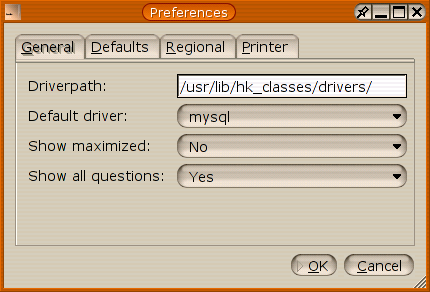 Preferences
General Defaults Regional Printer
Driverpath: /usr/lib/hk_classes/drivers/
Default driver: mysql
Show maximized: No
Show all questions: Yes
OK Cancel